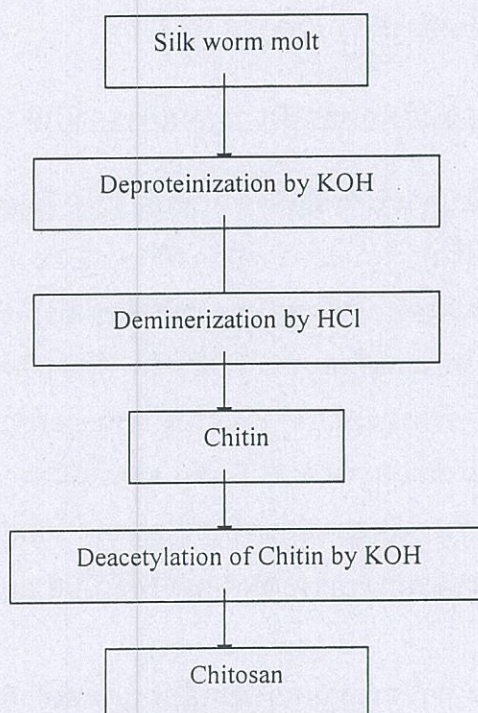 Silk worm molt
Deproteinization by KOH
Deminerization by HCl
Chitin
Deacetylation of Chitin by KOH
Chitosan